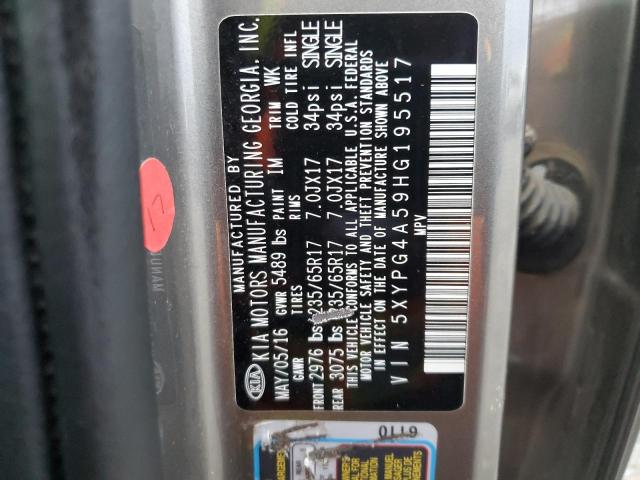 MANUFACTURED BY
KIA KIA MOTORS MANUFACTURING GEORGIA, INC.
MAY/05/16 GVWR 5489 lbs PAINT IM TRIM WK
GAWR TIRES RIMS COLD TIRE INFL
FRONT 2976 lbs 235/65R17 7.0JX17 34psi SINGLE
REAR 3075 lbs 235/65R17 7.0JX17 34psi SINGLE
THIS VEHICLE CONFORMS TO ALL APPLICABLE U.S.A. FEDERAL
MOTOR VEHICLE SAFETY AND THEFT PREVENTION STANDARDS
IN EFFECT ON THE DATE OF MANUFACTURE SHOWN ABOVE
VIN 5XYPG4A59HG195517
MPV
6110